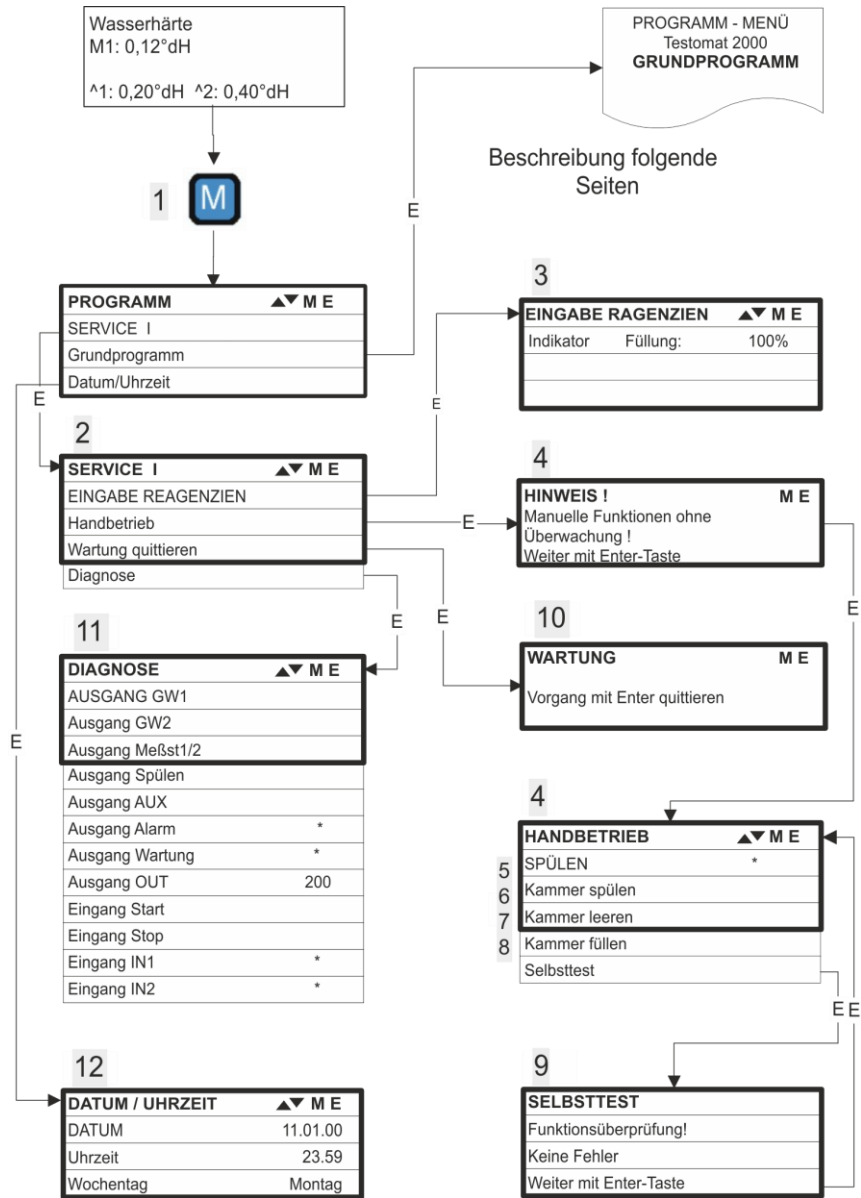 Wasserhärte
M1: 0,12°dH
^1: 0,20°dH ^2: 0,40°dH
PROGRAMM - MENÜ
Testomat 2000
GRUNDPROGRAMM
Beschreibung folgende
Seiten
1
M
E
PROGRAMM ▲▼ M E
SERVICE I
Grundprogramm
Datum/Uhrzeit
E
3
EINGABE RAGENZIEN ▲▼ M E
Indikator Füllung: 100%
E
2
SERVICE I ▲▼ M E
EINGABE REAGENZIEN
Handbetrieb
Wartung quittieren
Diagnose
E
4
HINWEIS ! M E
Manuelle Funktionen ohne
Überwachung !
Weiter mit Enter-Taste
E
E
E
10
WARTUNG M E
Vorgang mit Enter quittieren
11
DIAGNOSE ▲▼ M E
AUSGANG GW1
Ausgang GW2
Ausgang Meßst1/2
Ausgang Spülen
Ausgang AUX
Ausgang Alarm *
Ausgang Wartung *
Ausgang OUT 200
Eingang Start
Eingang Stop
Eingang IN1 *
Eingang IN2 *
E
4
HANDBETRIEB ▲▼ M E
5 SPÜLEN *
6 Kammer spülen
7 Kammer leeren
8 Kammer füllen
Selbsttest
E E
12
DATUM / UHRZEIT ▲▼ M E
DATUM 11.01.00
Uhrzeit 23.59
Wochentag Montag
9
SELBSTTEST
Funktionsüberprüfung!
Keine Fehler
Weiter mit Enter-Taste